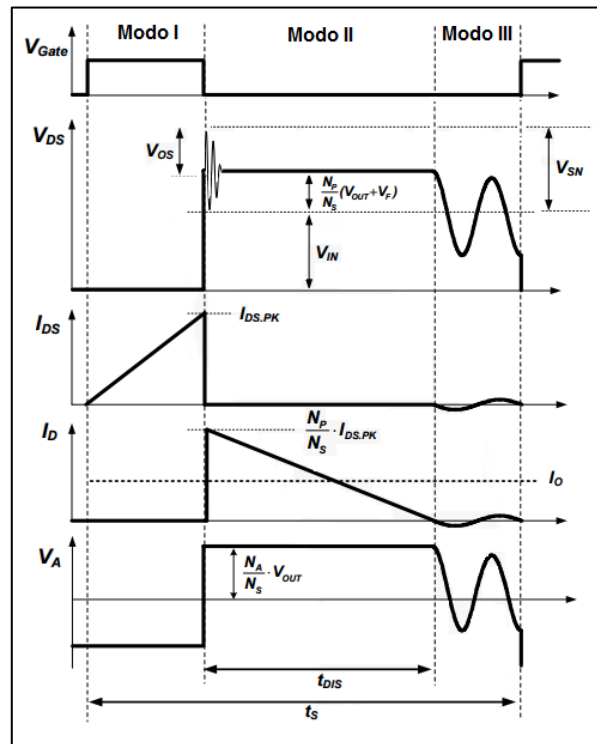 Modo I Modo II Modo III
V_Gate
V_DS
V_OS
N_P/N_S (V_OUT+V_F)
V_SN
V_IN
I_DS
I_DS.PK
I_D
N_P/N_S · I_DS.PK
I_O
V_A
N_A/N_S · V_OUT
t_DIS
t_S